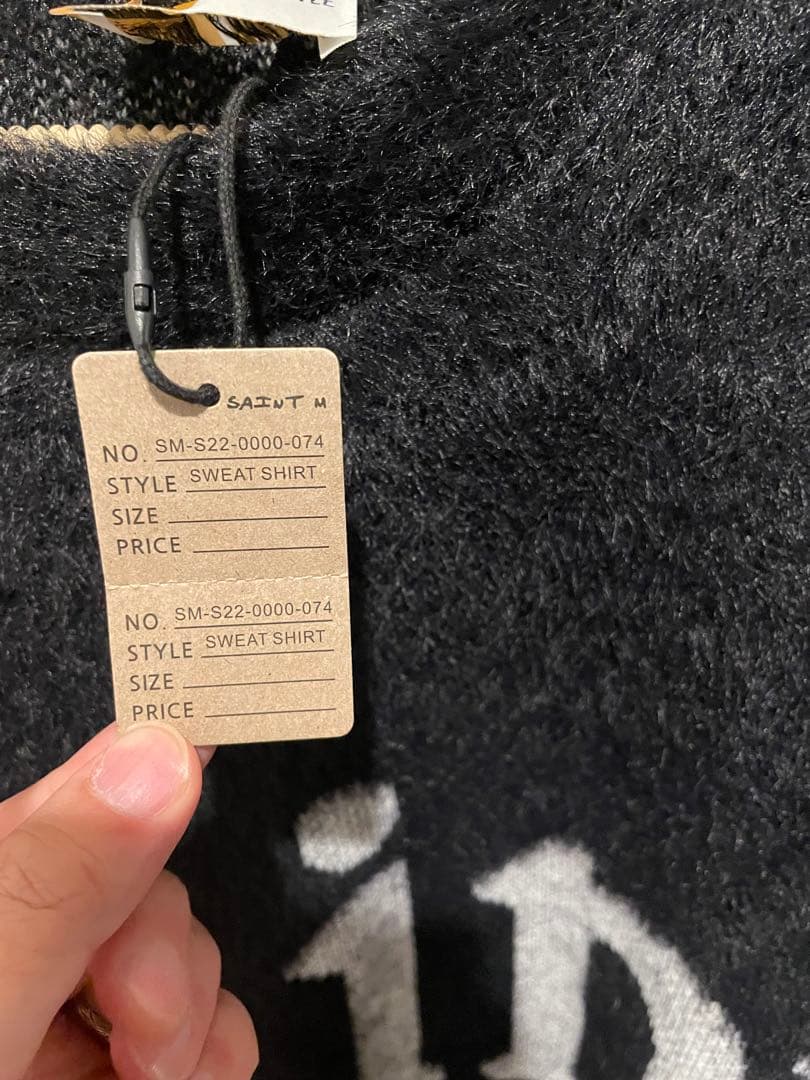 SAINT M
NO. SM-S22-0000-074
STYLE SWEAT SHIRT
SIZE
PRICE
NO. SM-S22-0000-074
STYLE SWEAT SHIRT
SIZE
PRICE
in